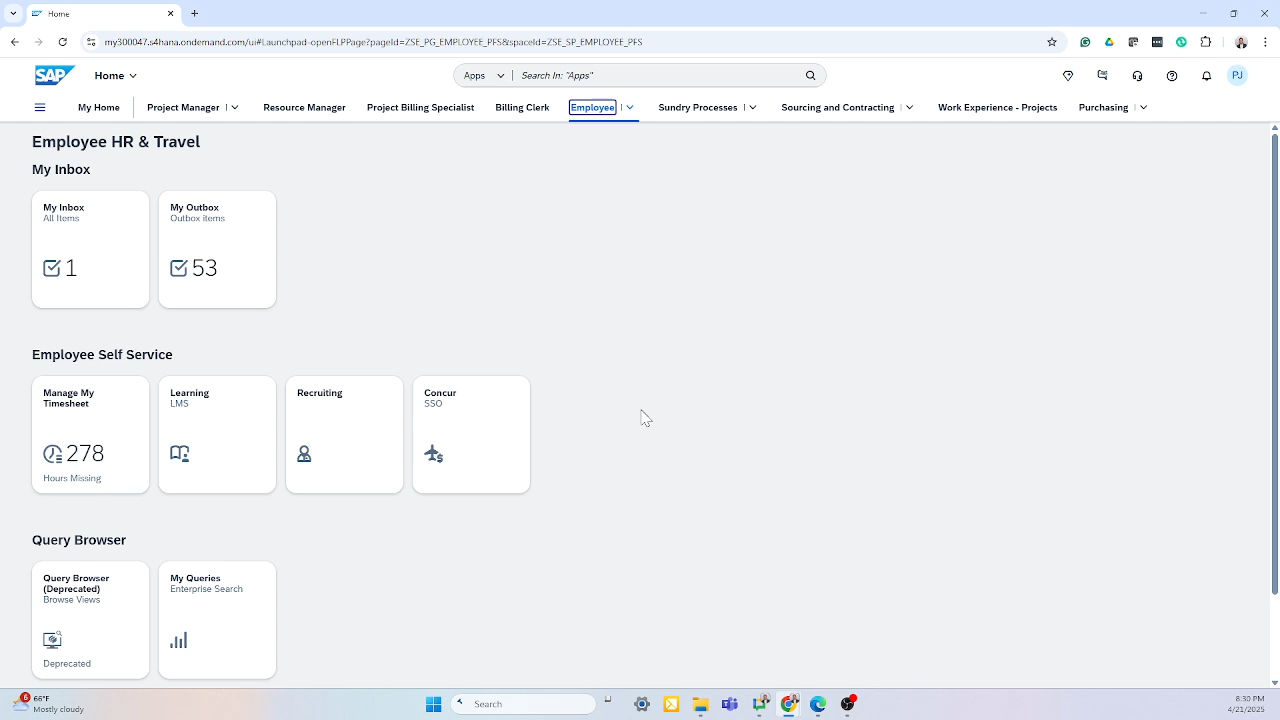 Home
my300047.s4hana.ondemand.com/ui#Launchpad-openFLPPage?pageId=ZSE_PG_EMPLOYEE_PFS&spaceId=ZSE_SP_EMPLOYEE_PFS
SAP Home Apps Search In: "Apps" PJ
My Home Project Manager Resource Manager Project Billing Specialist Billing Clerk Employee Sundry Processes Sourcing and Contracting Work Experience - Projects Purchasing
Employee HR & Travel
My Inbox
My Inbox
All Items
1
My Outbox
Outbox items
53
Employee Self Service
Manage My
Timesheet
278
Hours Missing
Learning
LMS
Recruiting
Concur
SSO
Query Browser
Query Browser
(Deprecated)
Browse Views
Deprecated
My Queries
Enterprise Search
6
66°F
Mostly cloudy
Search
8:30 PM
4/21/2025